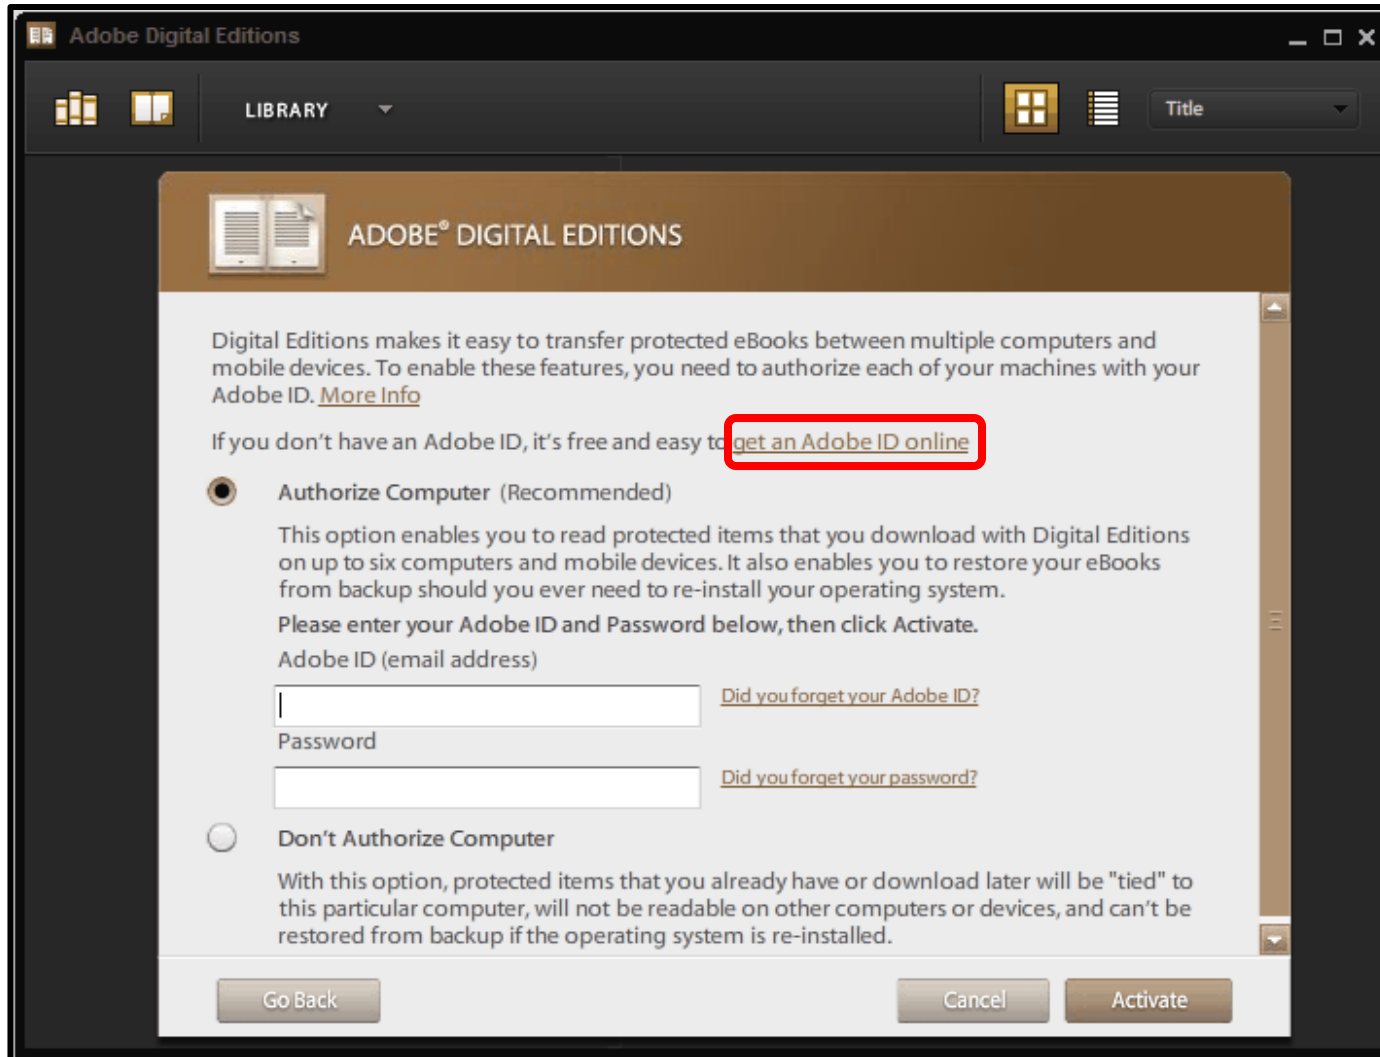 Adobe Digital Editions
LIBRARY
Title
ADOBE® DIGITAL EDITIONS
Digital Editions makes it easy to transfer protected eBooks between multiple computers and
mobile devices. To enable these features, you need to authorize each of your machines with your
Adobe ID. More Info
If you don't have an Adobe ID, it's free and easy to get an Adobe ID online
Authorize Computer (Recommended)
This option enables you to read protected items that you download with Digital Editions
on up to six computers and mobile devices. It also enables you to restore your eBooks
from backup should you ever need to re-install your operating system.
Please enter your Adobe ID and Password below, then click Activate.
Adobe ID (email address)
Did you forget your Adobe ID?
Password
Did you forget your password?
Don't Authorize Computer
With this option, protected items that you already have or download later will be "tied" to
this particular computer, will not be readable on other computers or devices, and can't be
restored from backup if the operating system is re-installed.
Go Back
Cancel
Activate